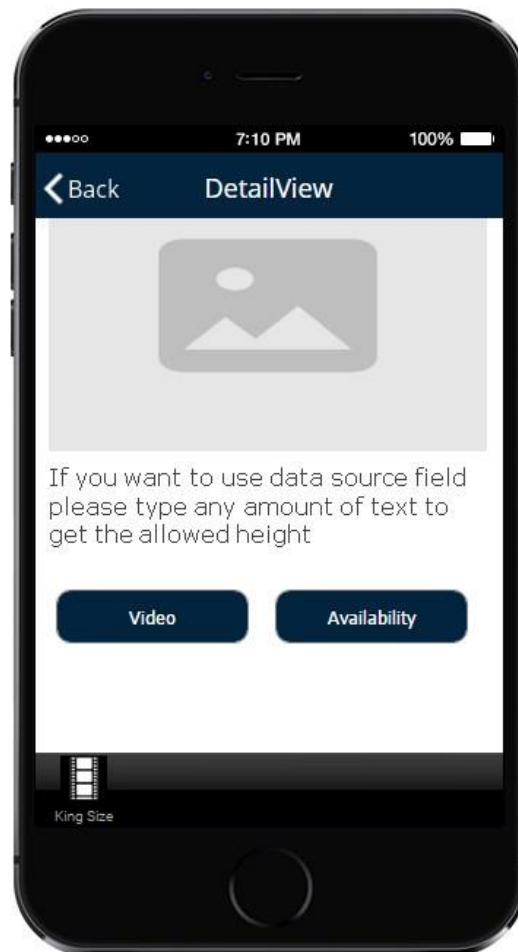 7:10 PM
100%
Back
DetailView
If you want to use data source field
please type any amount of text to
get the allowed height
Video
Availability
King Size